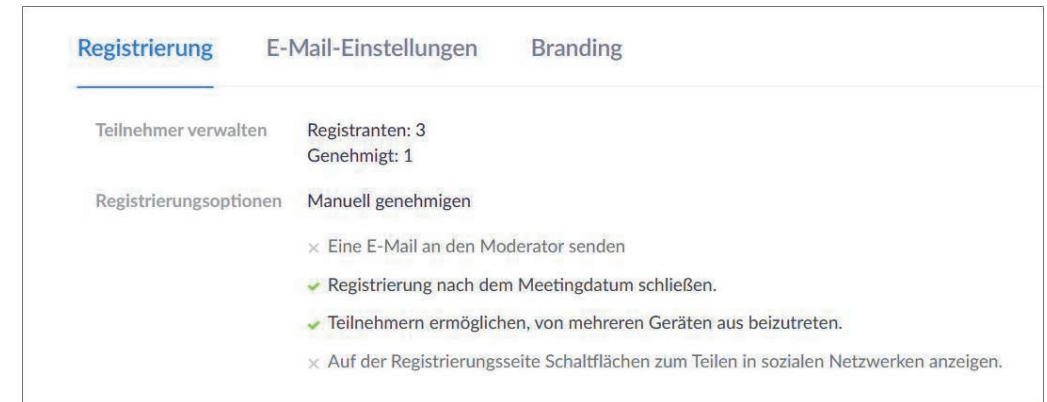 Registrierung E-Mail-Einstellungen Branding
Teilnehmer verwalten Registranten: 3
Genehmigt: 1
Registrierungsoptionen Manuell genehmigen
Eine E-Mail an den Moderator senden
Registrierung nach dem Meetingdatum schließen.
Teilnehmern ermöglichen, von mehreren Geräten aus beizutreten.
Auf der Registrierungsseite Schaltflächen zum Teilen in sozialen Netzwerken anzeigen.